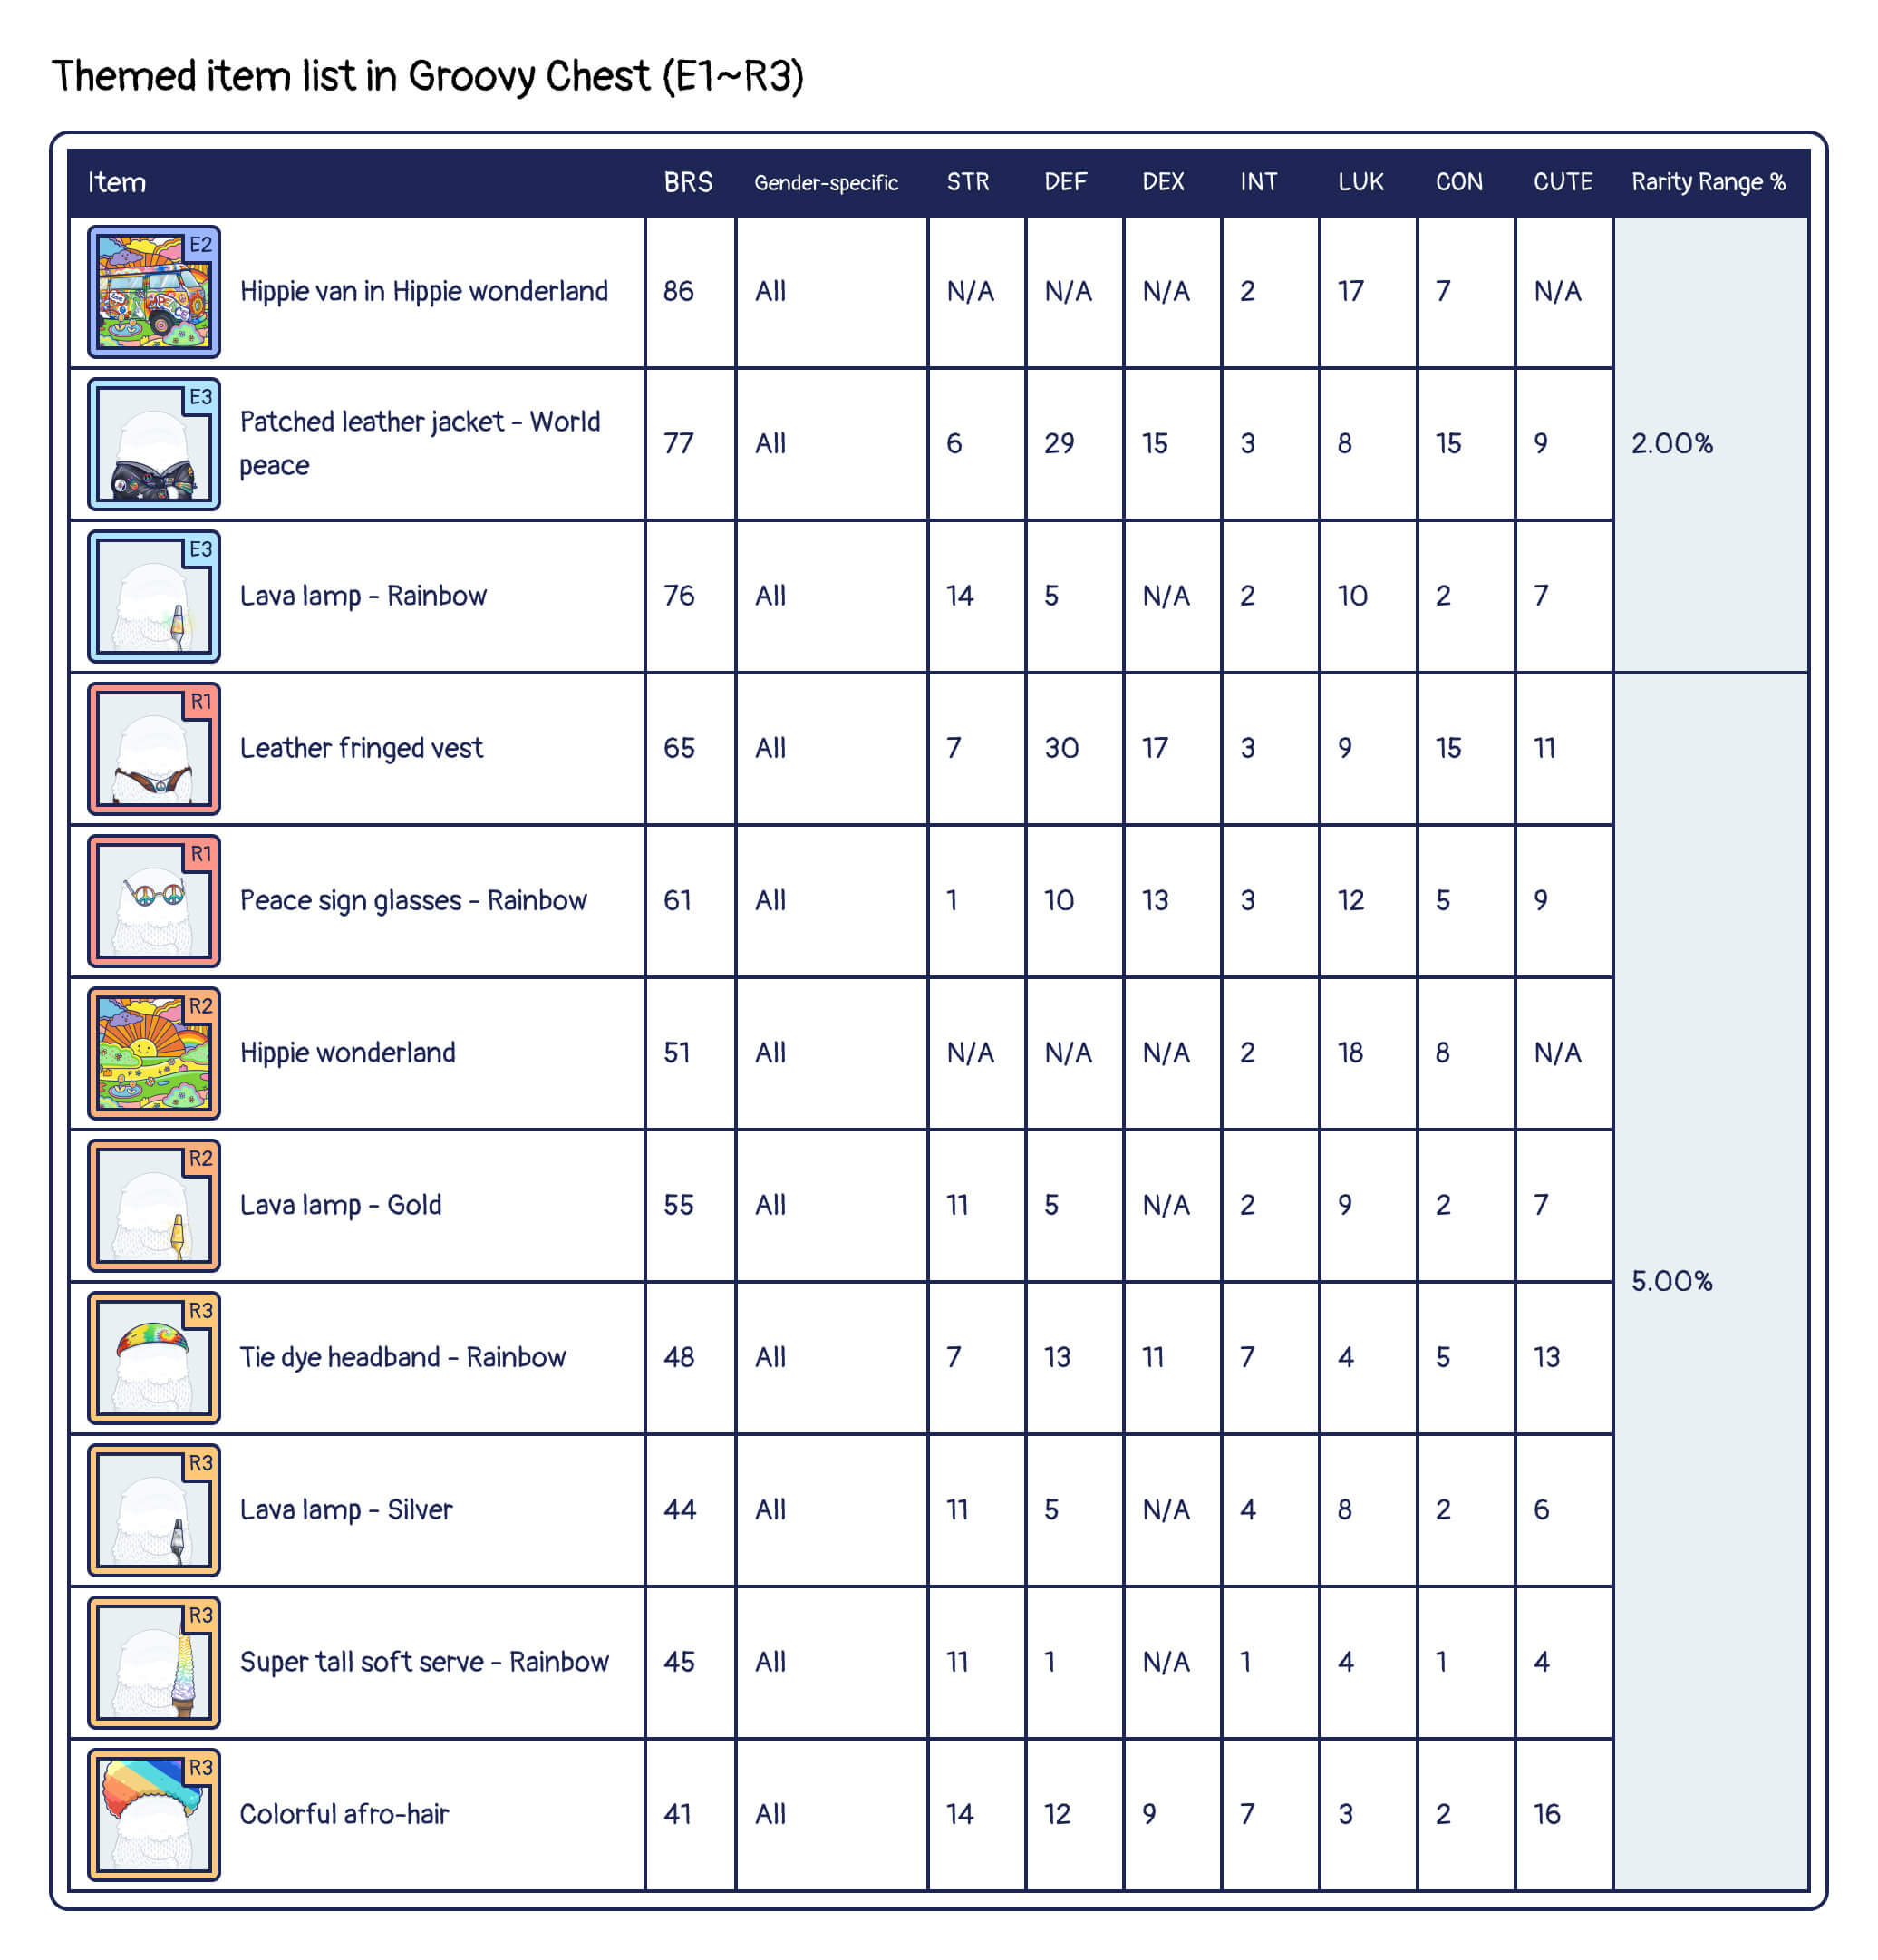 Themed item list in Groovy Chest (E1~R3)
Item BRS Gender-specific STR DEF DEX INT LUK CON CUTE Rarity Range %
E2 Hippie van in Hippie wonderland 86 All N/A N/A N/A 2 17 7 N/A
E3 Patched leather jacket - World
peace 77 All 6 29 15 3 8 15 9 2.00%
E3 Lava lamp - Rainbow 76 All 14 5 N/A 2 10 2 7
R1 Leather fringed vest 65 All 7 30 17 3 9 15 11
R1 Peace sign glasses - Rainbow 61 All 1 10 13 3 12 5 9
R2 Hippie wonderland 51 All N/A N/A N/A 2 18 8 N/A
R2 Lava lamp - Gold 55 All 11 5 N/A 2 9 2 7
5.00%
R3 Tie dye headband - Rainbow 48 All 7 13 11 7 4 5 13
R3 Lava lamp - Silver 44 All 11 5 N/A 4 8 2 6
R3 Super tall soft serve - Rainbow 45 All 11 1 N/A 1 4 1 4
R3 Colorful afro-hair 41 All 14 12 9 7 3 2 16